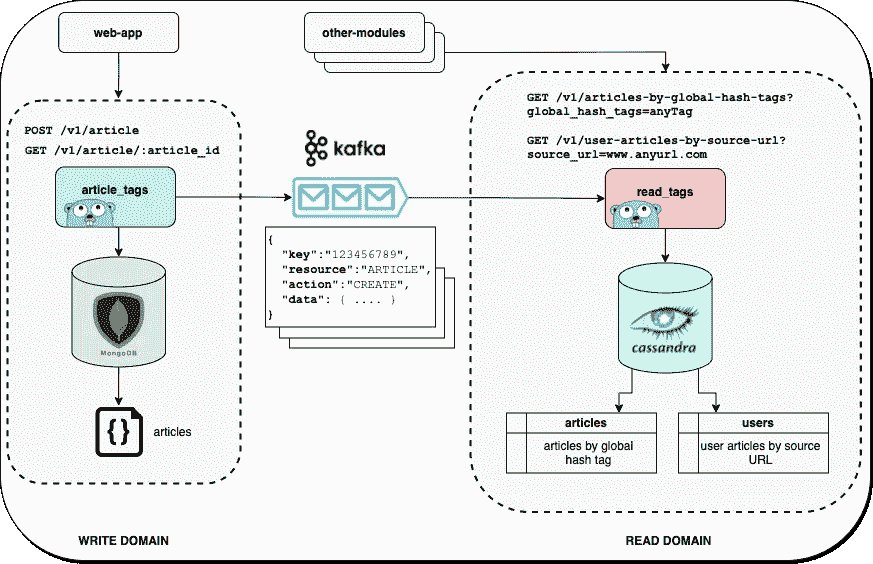 web-app
other-modules
POST /v1/article
GET /v1/article/:article_id
article_tags
MongoDB
articles
WRITE DOMAIN
kafka
{
"key":"123456789",
"resource":"ARTICLE",
"action":"CREATE",
"data": { .... }
}
GET /v1/articles-by-global-hash-tags?
global_hash_tags=anyTag
GET /v1/user-articles-by-source-url?
source_url=www.anyurl.com
read_tags
cassandra
articles
articles by global
hash tag
users
user articles by source
URL
READ DOMAIN